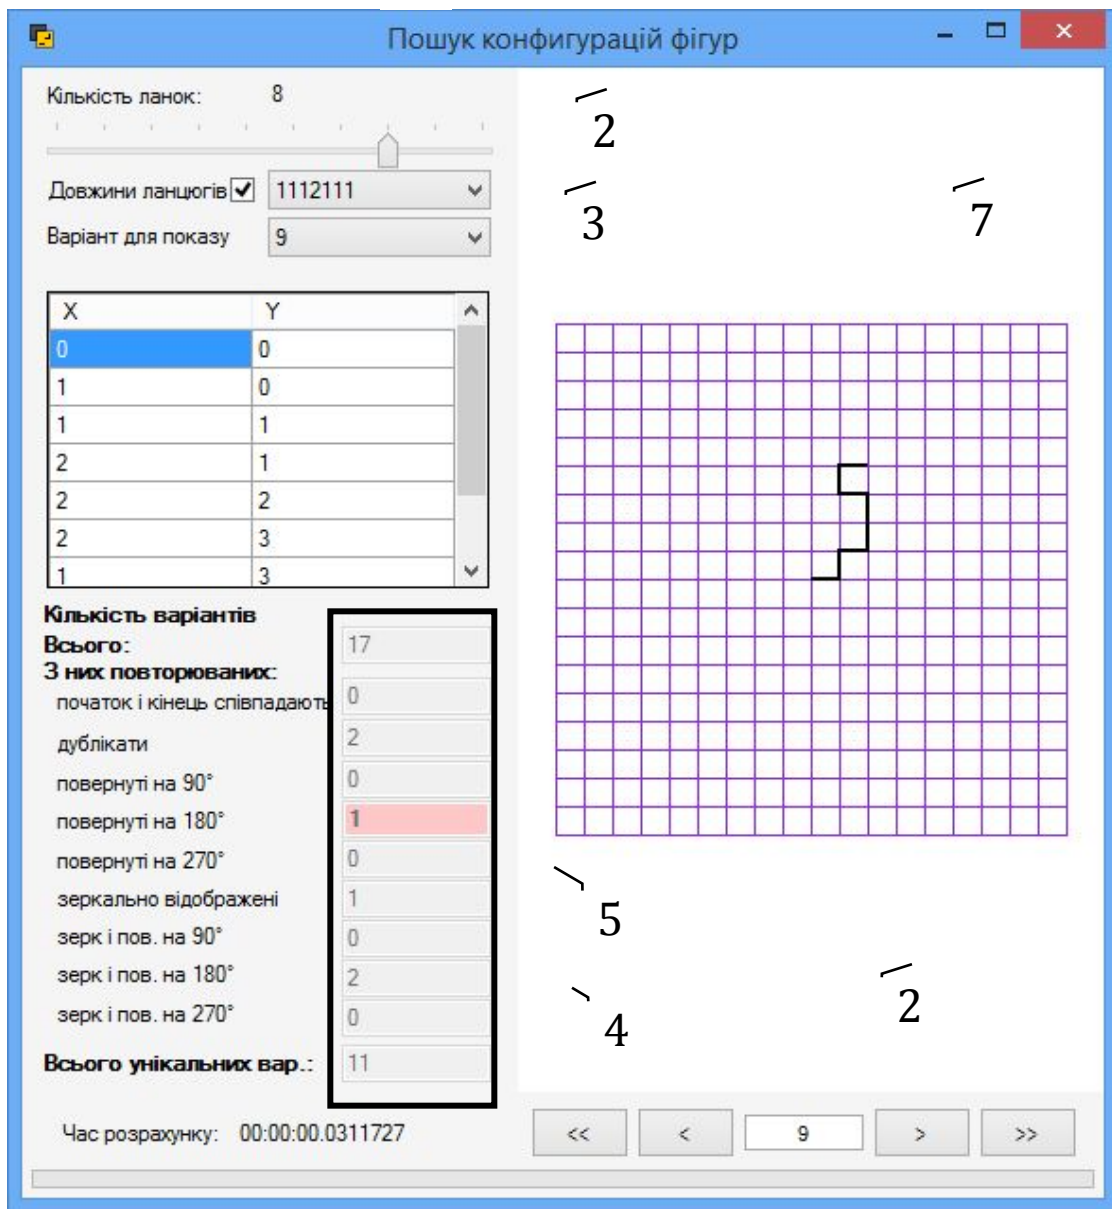 Пошук конфигурацій фігур
Кількість ланок: 8
Довжини ланцюгів 1112111
Варіант для показу 9
X Y
0 0
1 0
1 1
2 1
2 2
2 3
1 3
Кількість варіантів
Всього: 17
З них повторюваних:
початок і кінець співпадають 0
дублікати 2
повернуті на 90° 0
повернуті на 180° 1
повернуті на 270° 0
зеркально відображені 1
зерк і пов. на 90° 0
зерк і пов. на 180° 2
зерк і пов. на 270° 0
Всього унікальних вар.: 11
Час розрахунку: 00:00:00.0311727
2
3 7
5
4 2
<< < 9 > >>